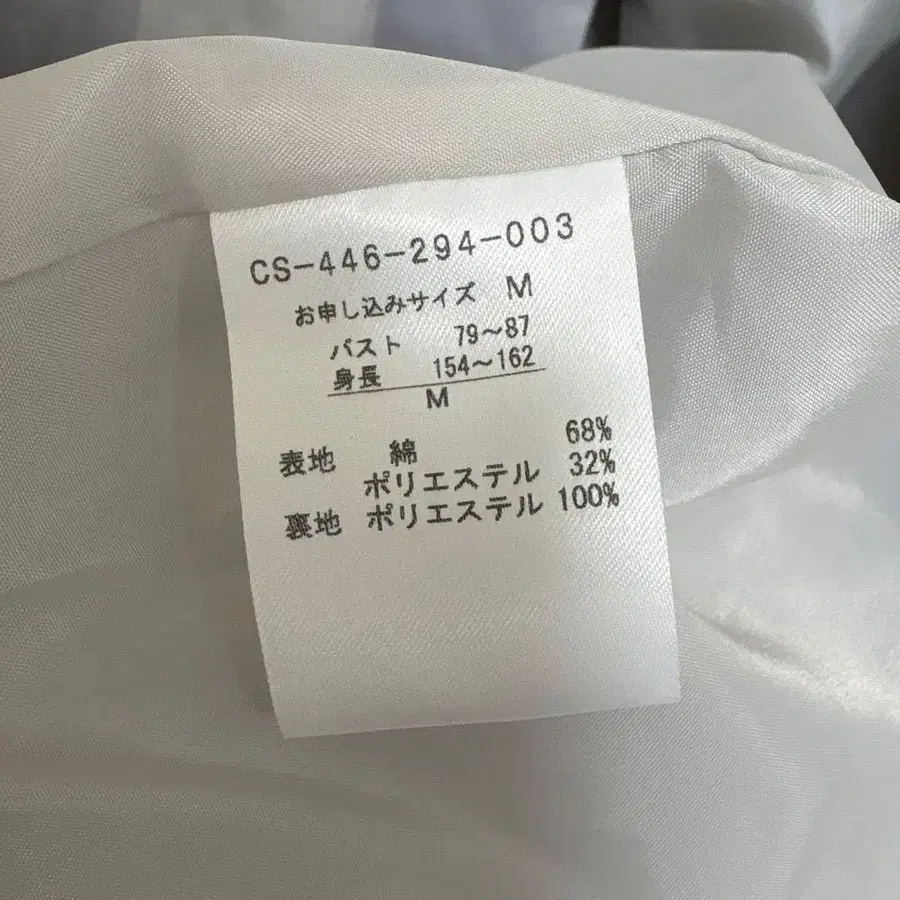 CS-446-294-003
お申し込みサイズ M
バスト 79～87
身長 154～162
M
表地 綿 68%
ポリエステル 32%
裏地 ポリエステル 100%